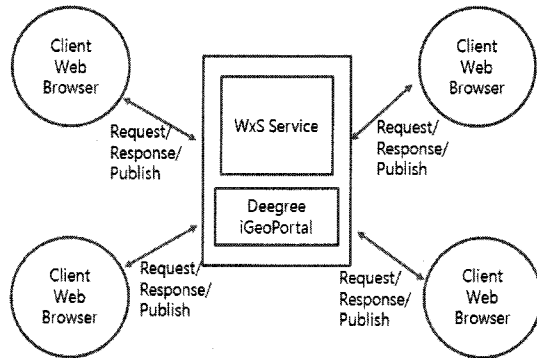 Client
Web
Browser
Request/
Response/
Publish
WxS Service
Deegree
iGeoPortal
Client
Web
Browser
Request/
Response/
Publish
Client
Web
Browser
Request/
Response/
Publish
Client
Web
Browser
Request/
Response/
Publish